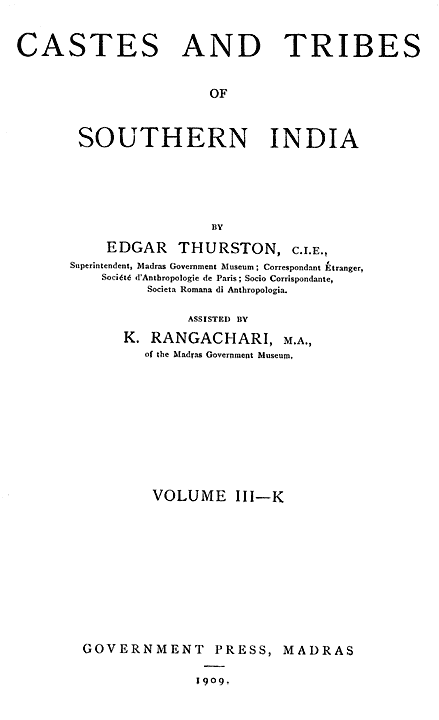 CASTES AND TRIBES
OF
SOUTHERN INDIA
BY
EDGAR THURSTON, C.I.E.,
Superintendent, Madras Government Museum; Correspondant Étranger,
Société d'Anthropologie de Paris; Socio Corrispondante,
Societa Romana di Anthropologia.
ASSISTED BY
K. RANGACHARI, M.A.,
of the Madras Government Museum.
VOLUME III—K
GOVERNMENT PRESS, MADRAS
1909.